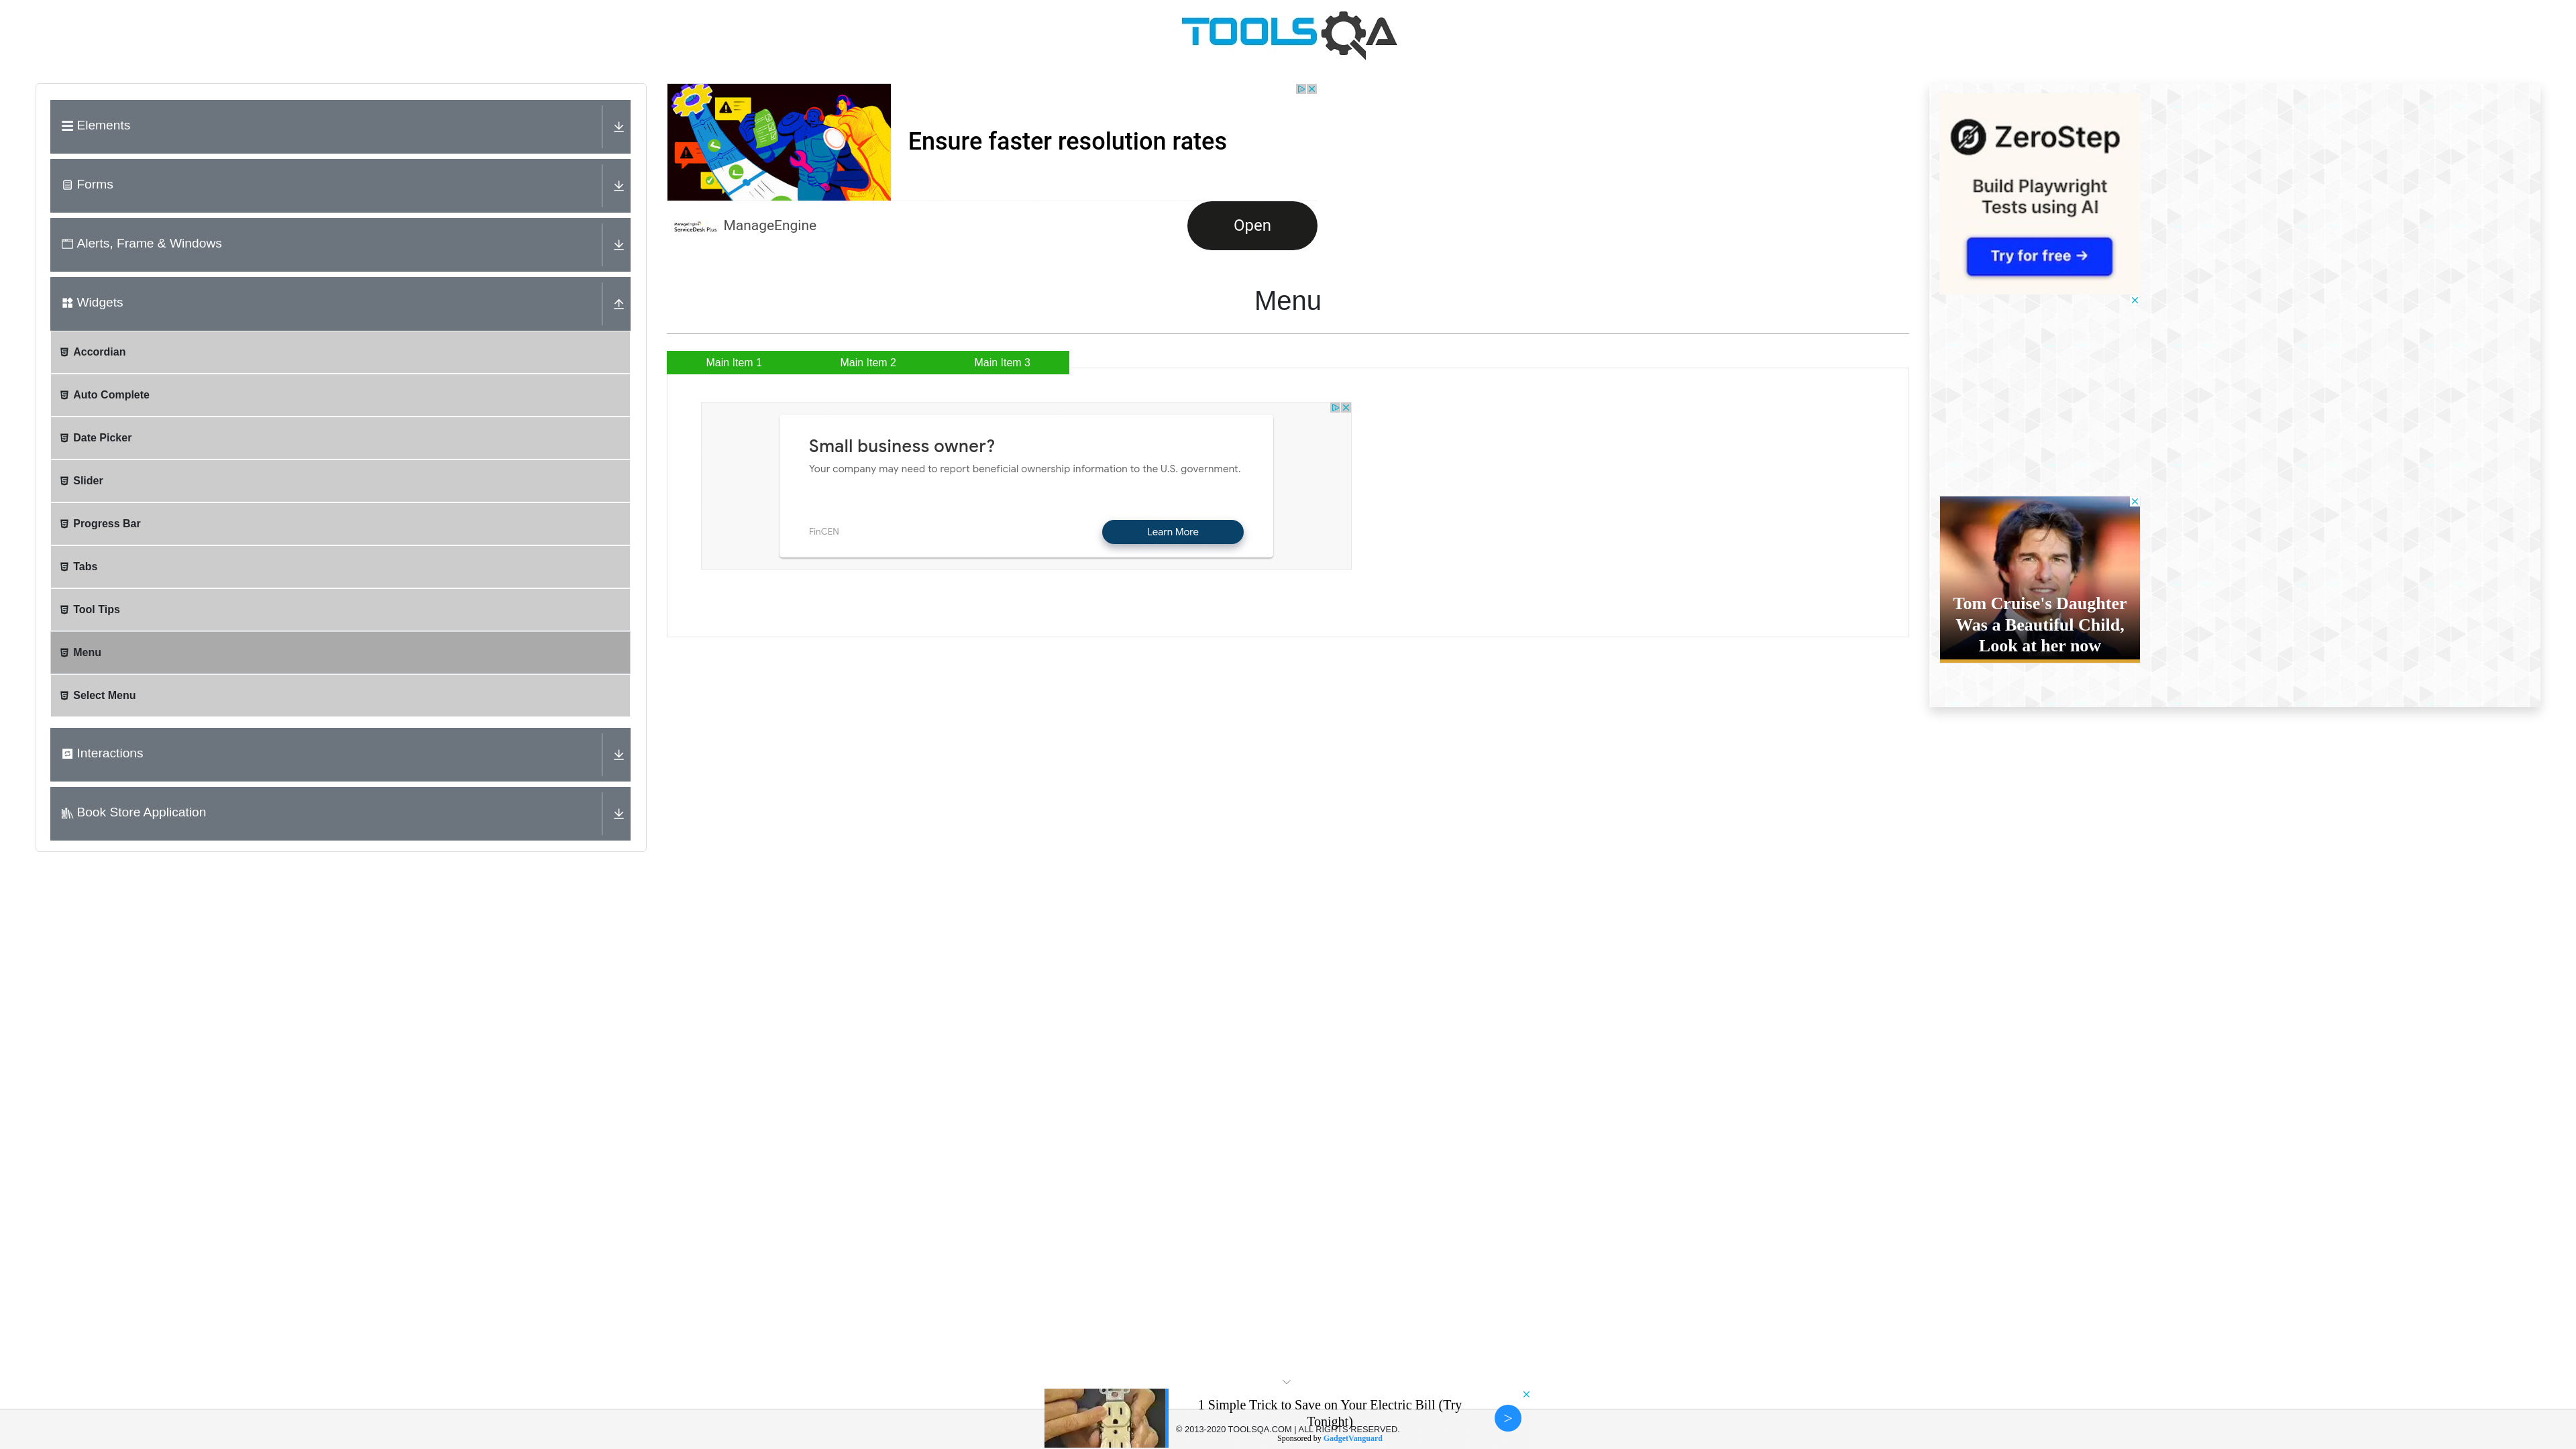 TOOLSQA
Elements
Forms
Alerts, Frame & Windows
Widgets
Accordian
Auto Complete
Date Picker
Slider
Progress Bar
Tabs
Tool Tips
Menu
Select Menu
Interactions
Book Store Application
Ensure faster resolution rates
ManageEngine
ServiceDesk Plus
ManageEngine
Open
Menu
Main Item 1
Main Item 2
Main Item 3
Small business owner?
Your company may need to report beneficial ownership information to the U.S. government.
FinCEN
Learn More
ZeroStep
Build Playwright
Tests using AI
Try for free →
Tom Cruise's Daughter
Was a Beautiful Child,
Look at her now
1 Simple Trick to Save on Your Electric Bill (Try
Tonight)
© 2013-2020 TOOLSQA.COM | ALL RIGHTS RESERVED.
Sponsored by GadgetVanguard
>